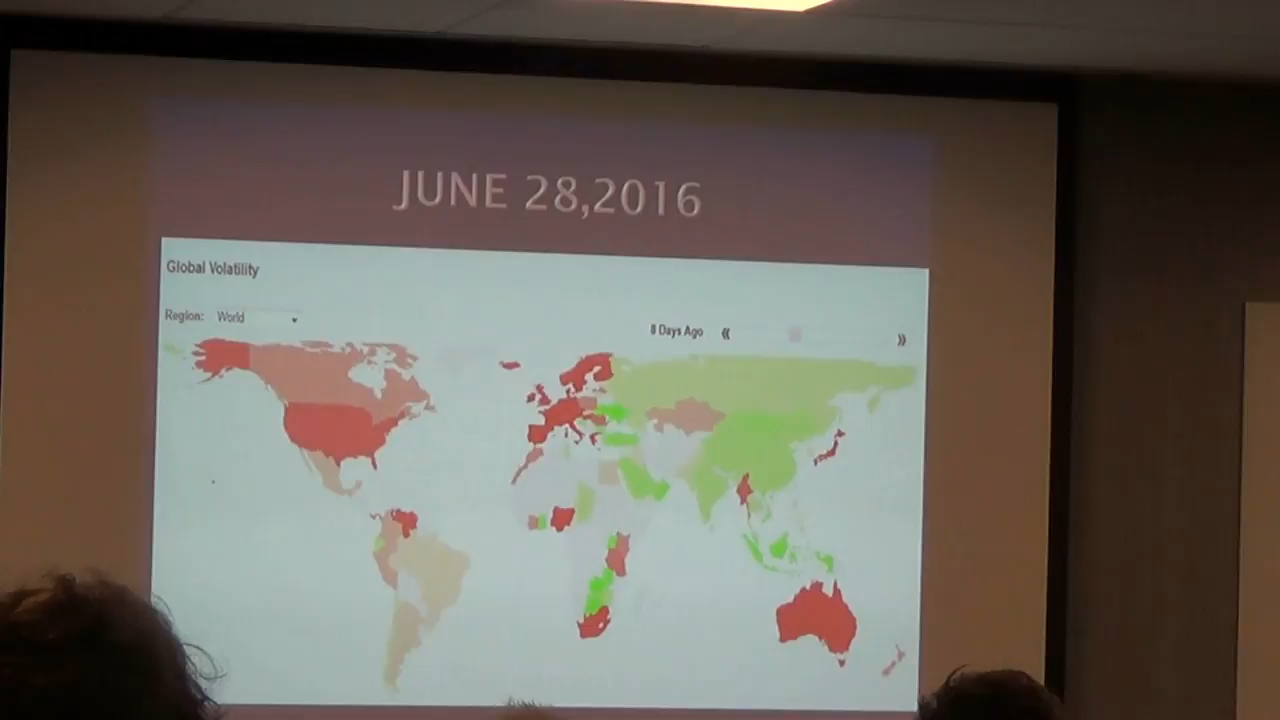 JUNE 28,2016
Global Volatility
Region: World
8 Days Ago « »